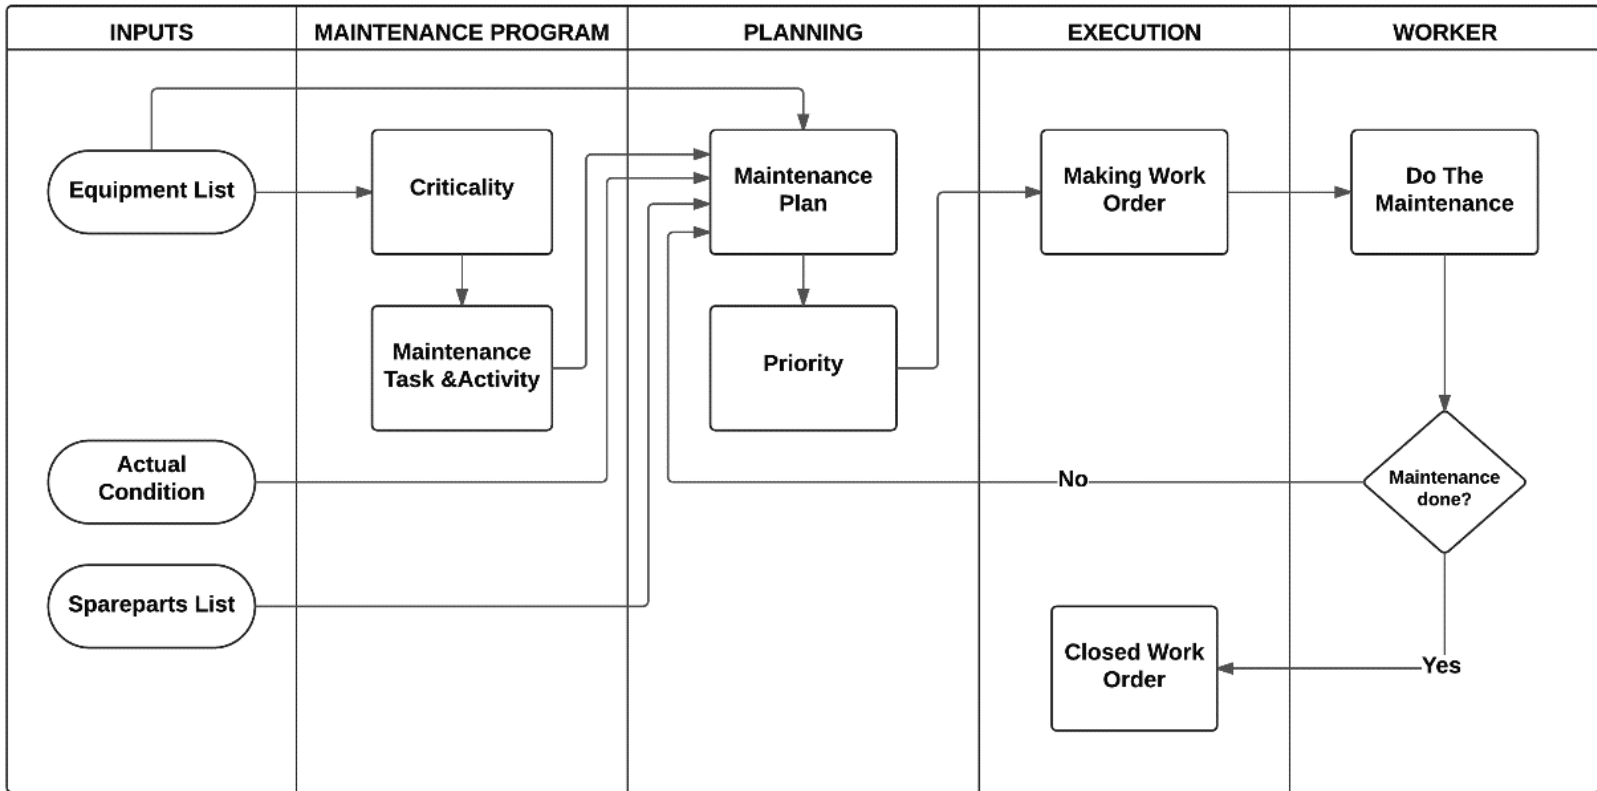 INPUTS
MAINTENANCE PROGRAM
PLANNING
EXECUTION
WORKER
Equipment List
Criticality
Maintenance
Plan
Making Work
Order
Do The
Maintenance
Maintenance
Task &Activity
Priority
Actual
Condition
No
Maintenance
done?
Spareparts List
Closed Work
Order
Yes